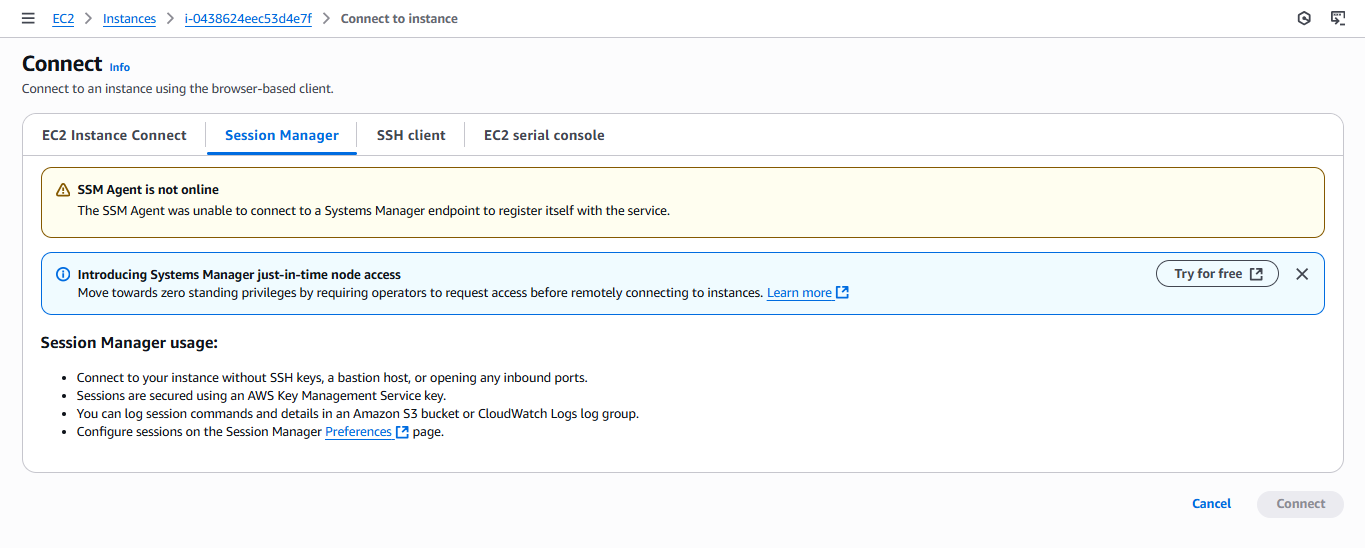 EC2 > Instances > i-0438624eec53d4e7f > Connect to instance
Connect Info
Connect to an instance using the browser-based client.
EC2 Instance Connect Session Manager SSH client EC2 serial console
SSM Agent is not online
The SSM Agent was unable to connect to a Systems Manager endpoint to register itself with the service.
Introducing Systems Manager just-in-time node access
Move towards zero standing privileges by requiring operators to request access before remotely connecting to instances. Learn more
Try for free
Session Manager usage:
• Connect to your instance without SSH keys, a bastion host, or opening any inbound ports.
• Sessions are secured using an AWS Key Management Service key.
• You can log session commands and details in an Amazon S3 bucket or CloudWatch Logs log group.
• Configure sessions on the Session Manager Preferences page.
Cancel Connect